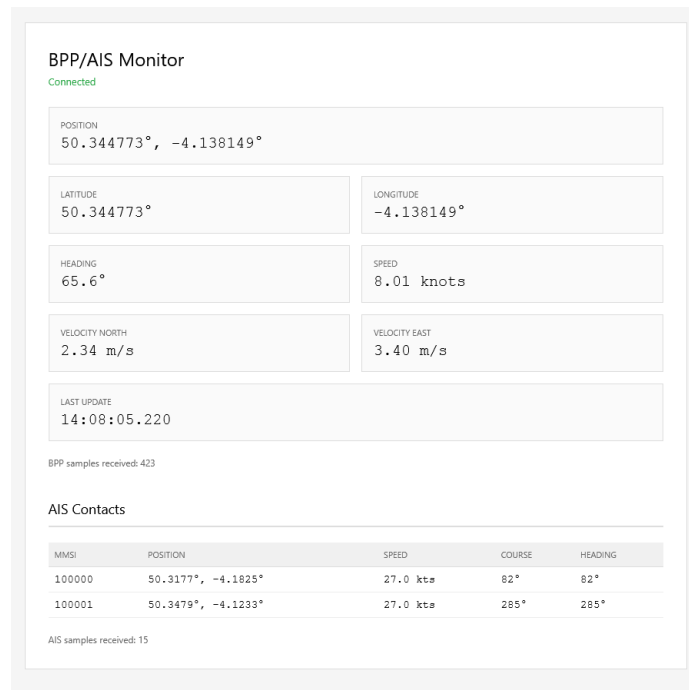 BPP/AIS Monitor
Connected
POSITION
50.344773°, -4.138149°
LATITUDE
50.344773°
LONGITUDE
-4.138149°
HEADING
65.6°
SPEED
8.01 knots
VELOCITY NORTH
2.34 m/s
VELOCITY EAST
3.40 m/s
LAST UPDATE
14:08:05.220
BPP samples received: 423
AIS Contacts
MMSI POSITION SPEED COURSE HEADING
100000 50.3177°, -4.1825° 27.0 kts 82° 82°
100001 50.3479°, -4.1233° 27.0 kts 285° 285°
AIS samples received: 15